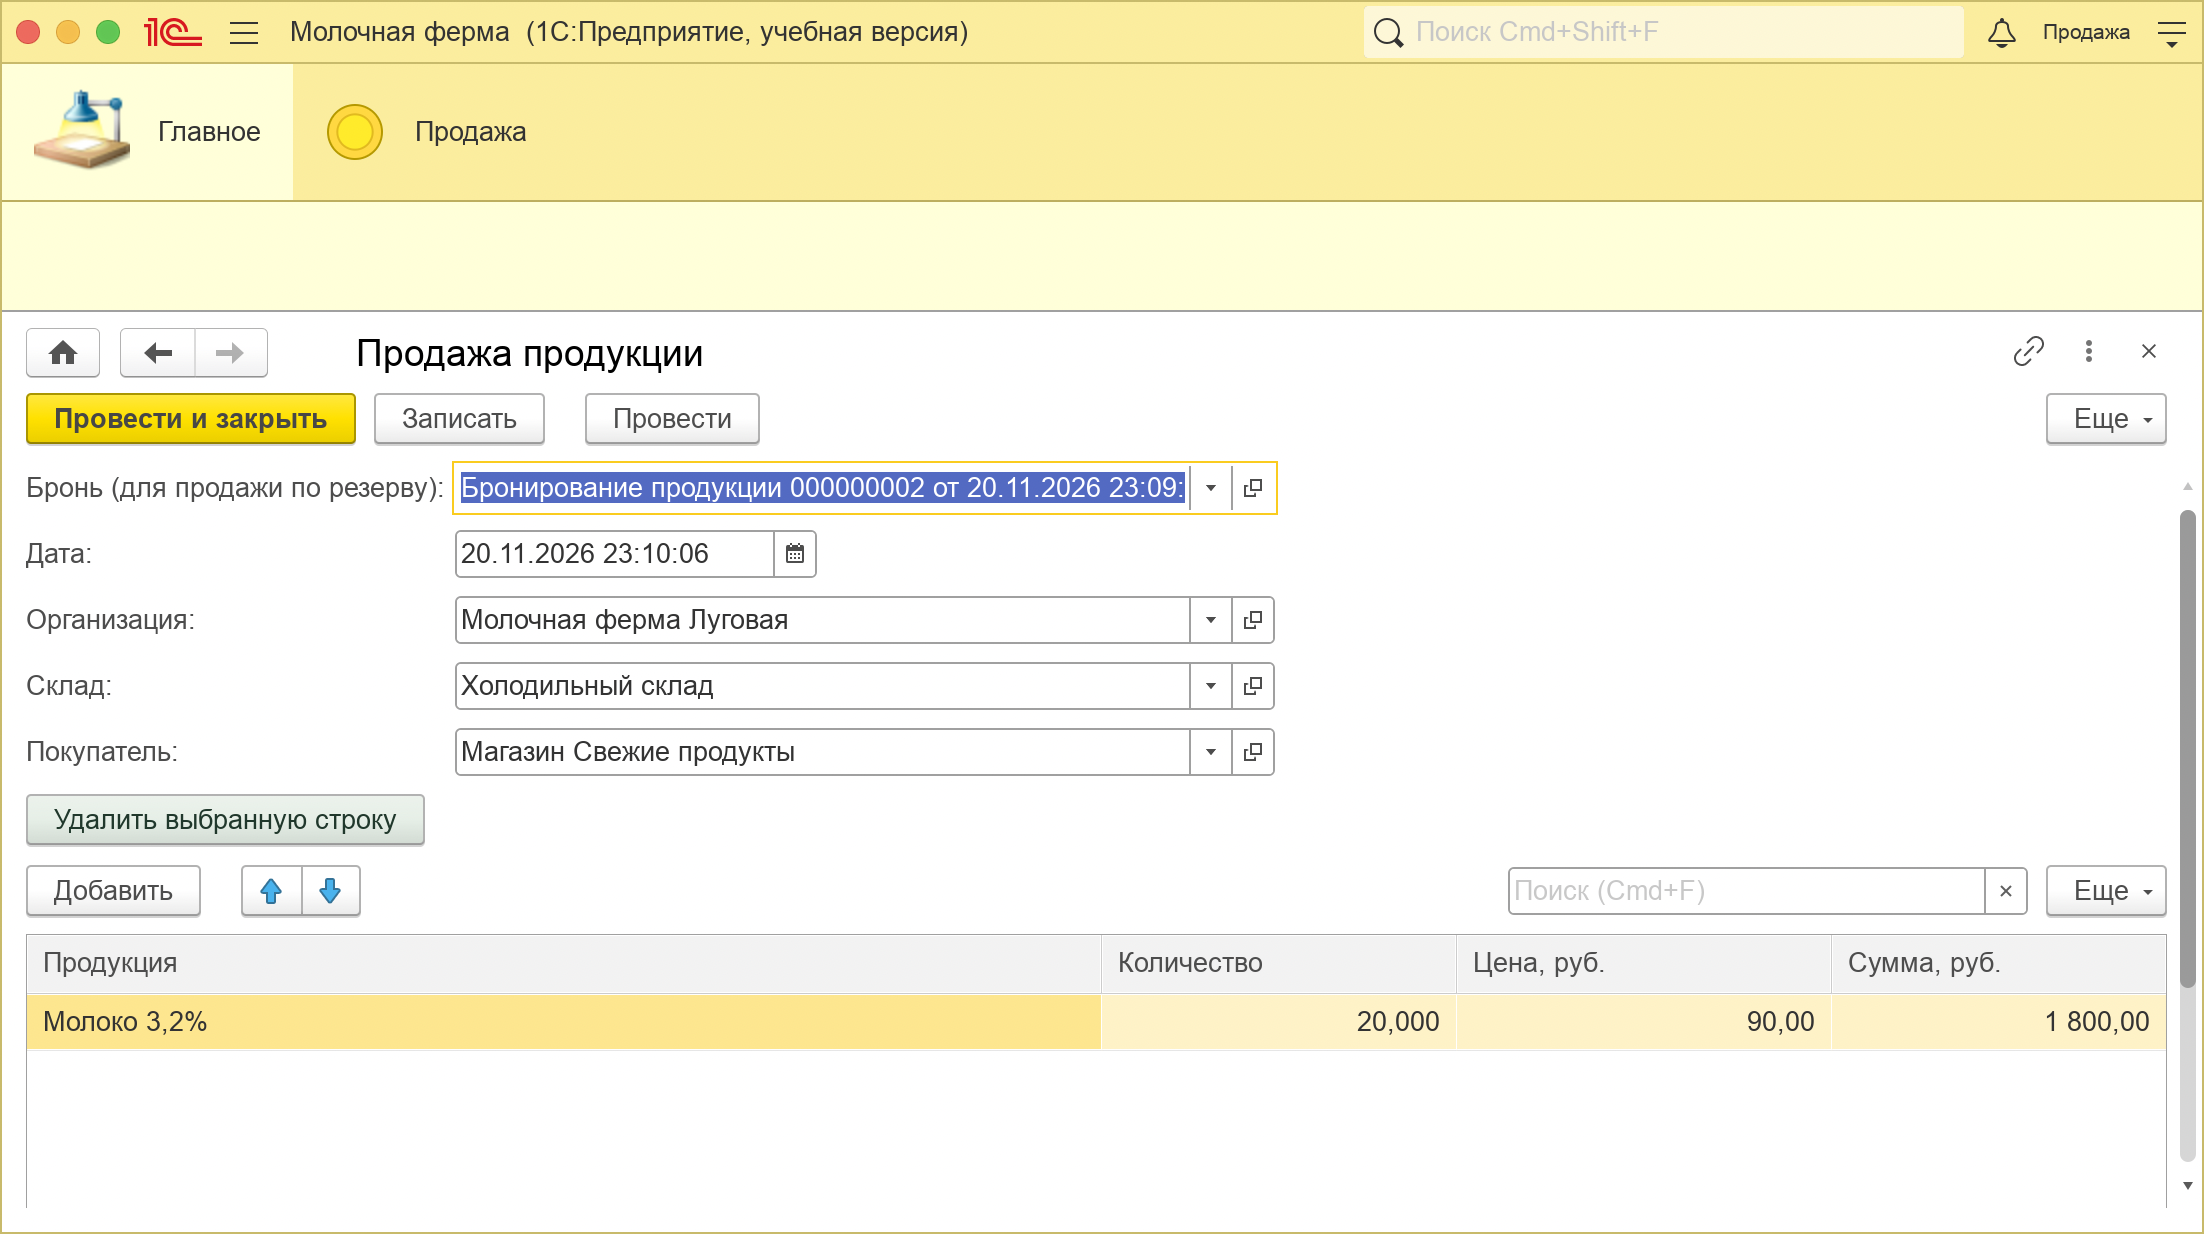 1С Молочная ферма (1С:Предприятие, учебная версия) Поиск Cmd+Shift+F Продажа
Главное Продажа
Продажа продукции
Провести и закрыть Записать Провести Еще
Бронь (для продажи по резерву): Бронирование продукции 000000002 от 20.11.2026 23:09:
Дата: 20.11.2026 23:10:06
Организация: Молочная ферма Луговая
Склад: Холодильный склад
Покупатель: Магазин Свежие продукты
Удалить выбранную строку
Добавить Поиск (Cmd+F) Еще
Продукция Количество Цена, руб. Сумма, руб.
Молоко 3,2% 20,000 90,00 1 800,00